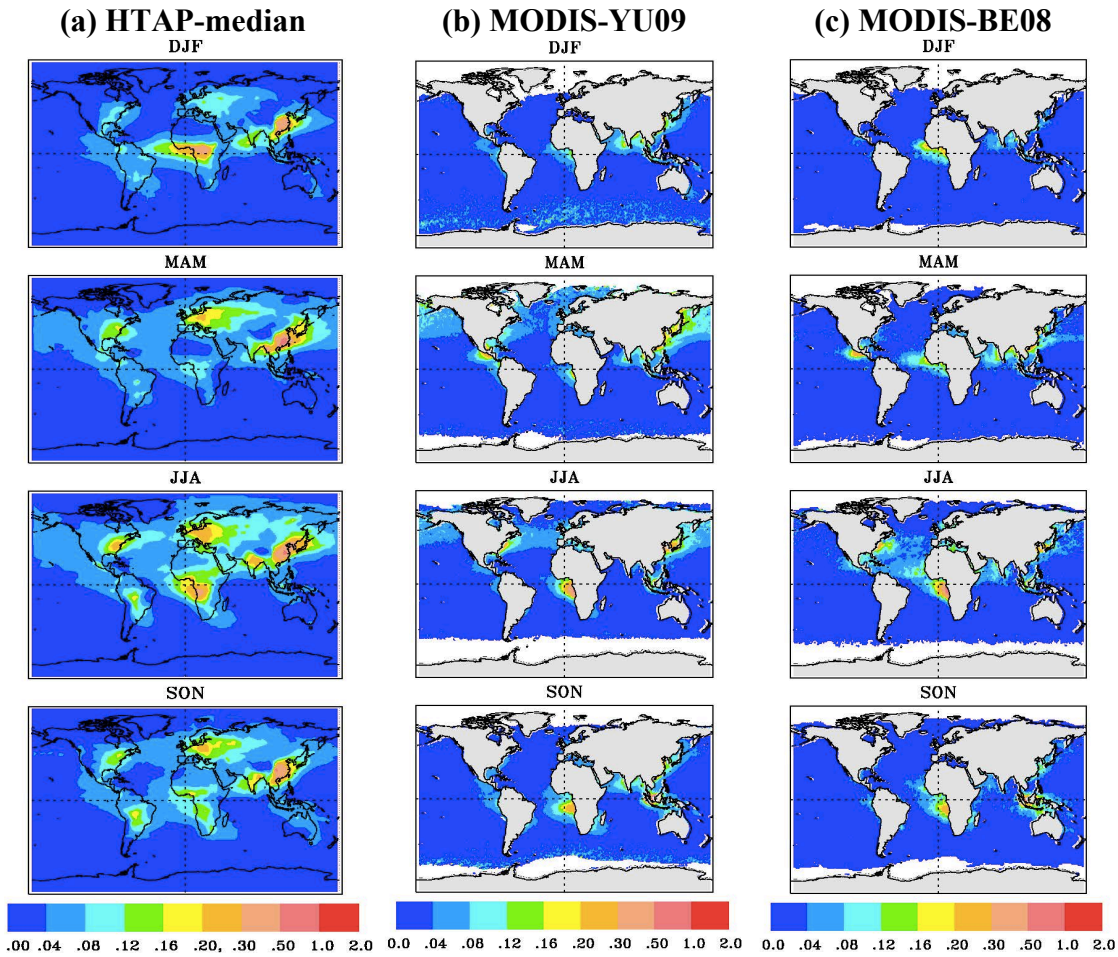 (a) HTAP-median (b) MODIS-YU09 (c) MODIS-BE08
DJF DJF DJF
MAM MAM MAM
JJA JJA JJA
SON SON SON
.00 .04 .08 .12 .16 .20, .30 .50 1.0 2.0
0.0 .04 .08 .12 .16 .20 .30 .50 1.0 2.0
0.0 .04 .08 .12 .16 .20 .30 .50 1.0 2.0